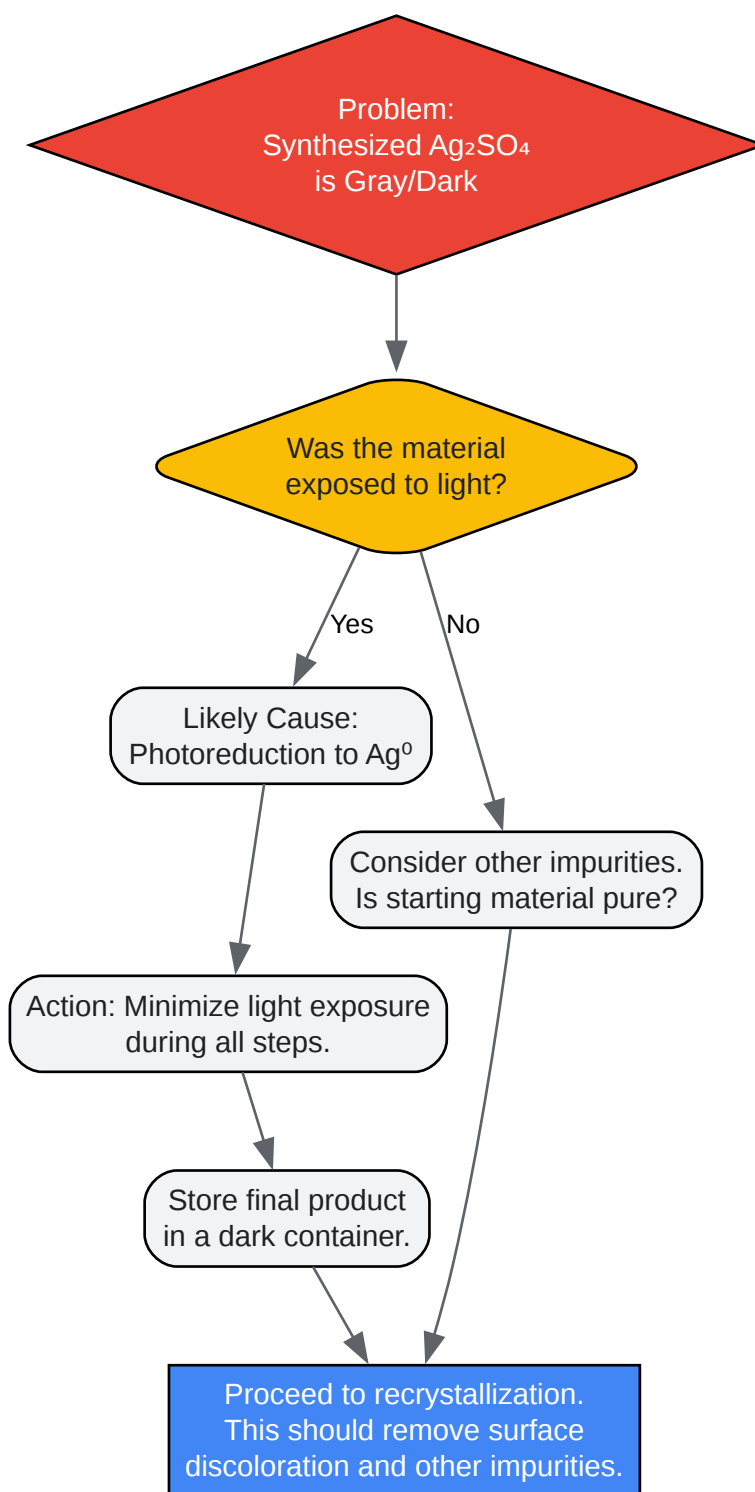 Problem:
Synthesized Ag₂SO₄
is Gray/Dark
Was the material
exposed to light?
Yes
No
Likely Cause:
Photoreduction to Ag⁰
Consider other impurities.
Is starting material pure?
Action: Minimize light exposure
during all steps.
Store final product
in a dark container.
Proceed to recrystallization.
This should remove surface
discoloration and other impurities.